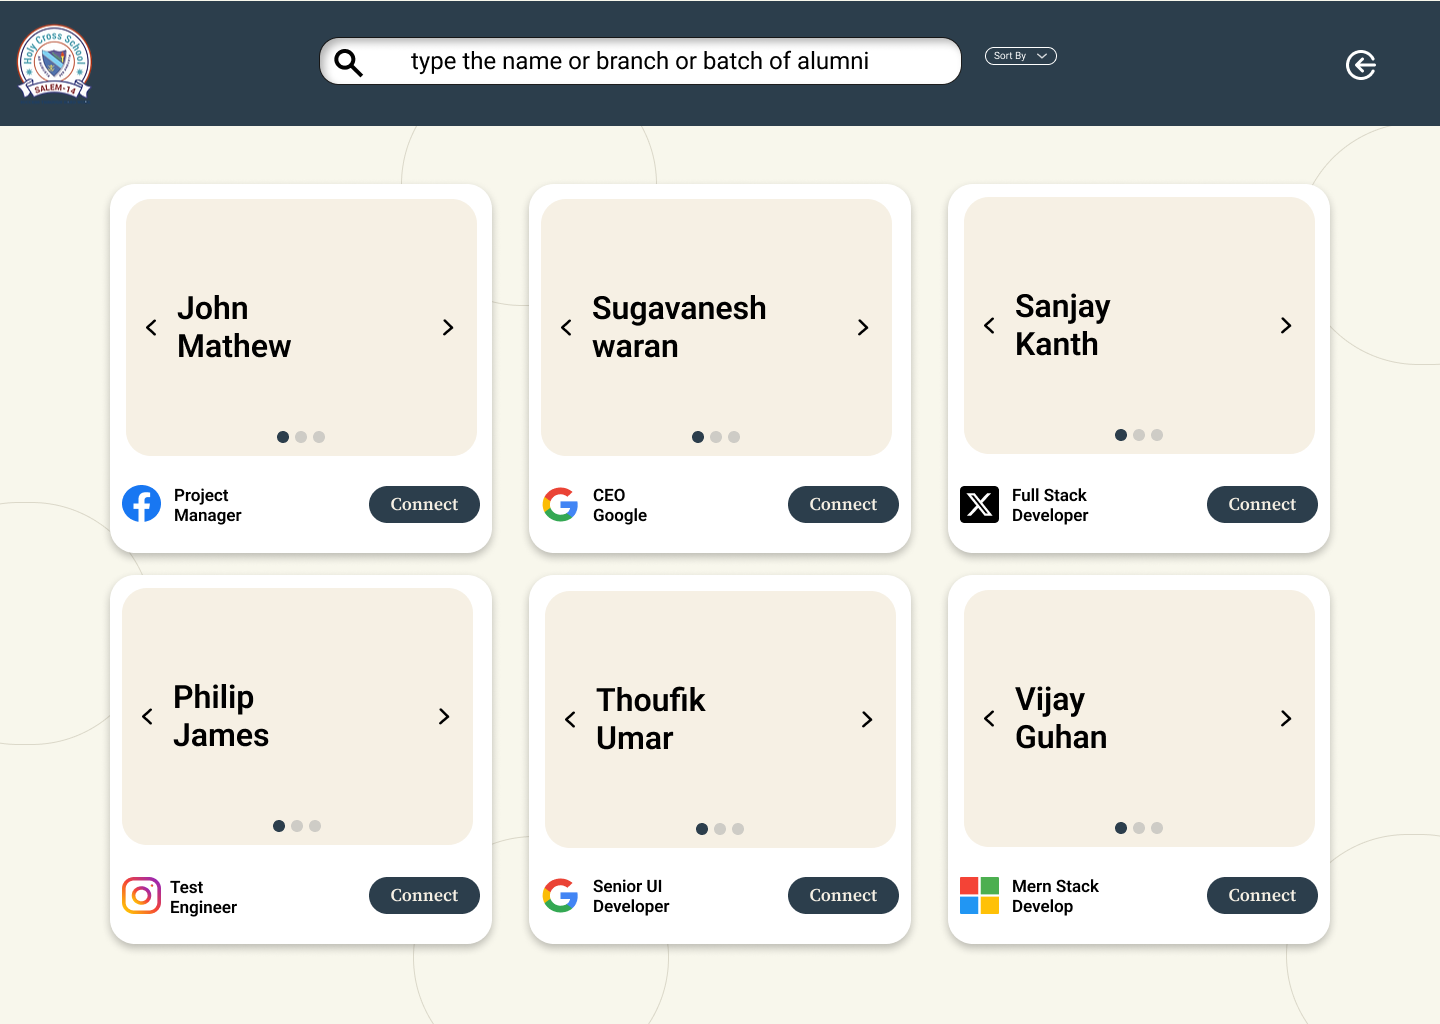 Holy Cross School
SALEM-14
type the name or branch or batch of alumni
Sort By
John
Mathew
Sugavanesh
waran
Sanjay
Kanth
Project
Manager
Connect
CEO
Google
Connect
Full Stack
Developer
Connect
Philip
James
Thoufik
Umar
Vijay
Guhan
Test
Engineer
Connect
Senior UI
Developer
Connect
Mern Stack
Develop
Connect